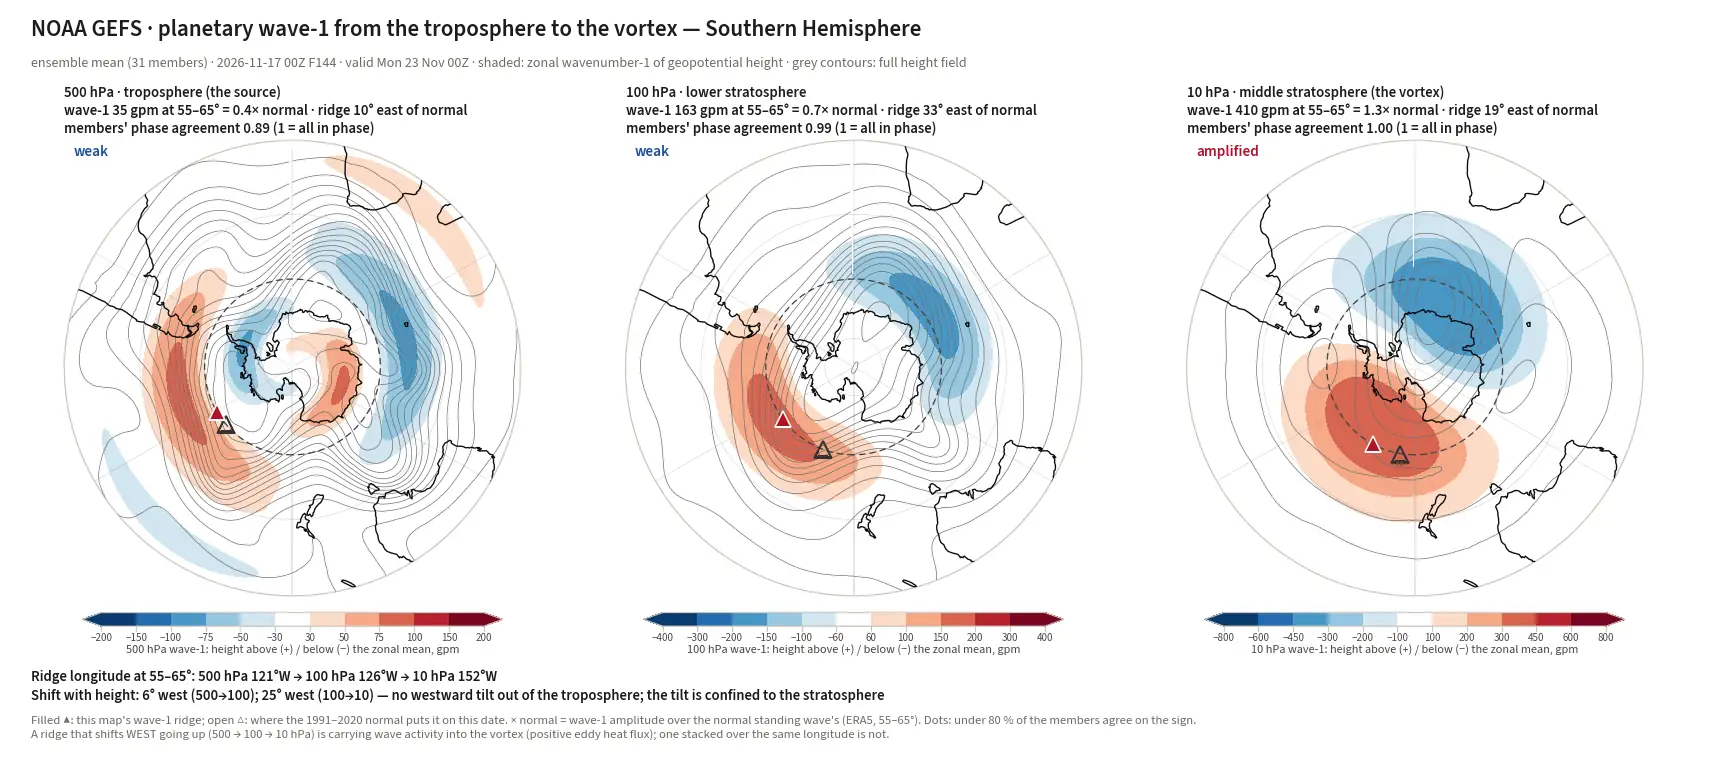 NOAA GEFS · planetary wave-1 from the troposphere to the vortex — Southern Hemisphere
ensemble mean (31 members) · 2026-11-17 00Z F144 · valid Mon 23 Nov 00Z · shaded: zonal wavenumber-1 of geopotential height · grey contours: full height field
500 hPa · troposphere (the source)
wave-1 35 gpm at 55–65° = 0.4× normal · ridge 10° east of normal
members' phase agreement 0.89 (1 = all in phase)
weak
100 hPa · lower stratosphere
wave-1 163 gpm at 55–65° = 0.7× normal · ridge 33° east of normal
members' phase agreement 0.99 (1 = all in phase)
weak
10 hPa · middle stratosphere (the vortex)
wave-1 410 gpm at 55–65° = 1.3× normal · ridge 19° east of normal
members' phase agreement 1.00 (1 = all in phase)
amplified
−200 −150 −100 −75 −50 −30 30 50 75 100 150 200
500 hPa wave-1: height above (+) / below (−) the zonal mean, gpm
−400 −300 −200 −150 −100 −60 60 100 150 200 300 400
100 hPa wave-1: height above (+) / below (−) the zonal mean, gpm
−800 −600 −450 −300 −200 −100 100 200 300 450 600 800
10 hPa wave-1: height above (+) / below (−) the zonal mean, gpm
Ridge longitude at 55–65°: 500 hPa 121°W → 100 hPa 126°W → 10 hPa 152°W
Shift with height: 6° west (500→100); 25° west (100→10) — no westward tilt out of the troposphere; the tilt is confined to the stratosphere
Filled ▲: this map's wave-1 ridge; open △: where the 1991–2020 normal puts it on this date. × normal = wave-1 amplitude over the normal standing wave's (ERA5, 55–65°). Dots: under 80 % of the members agree on the sign.
A ridge that shifts WEST going up (500 → 100 → 10 hPa) is carrying wave activity into the vortex (positive eddy heat flux); one stacked over the same longitude is not.